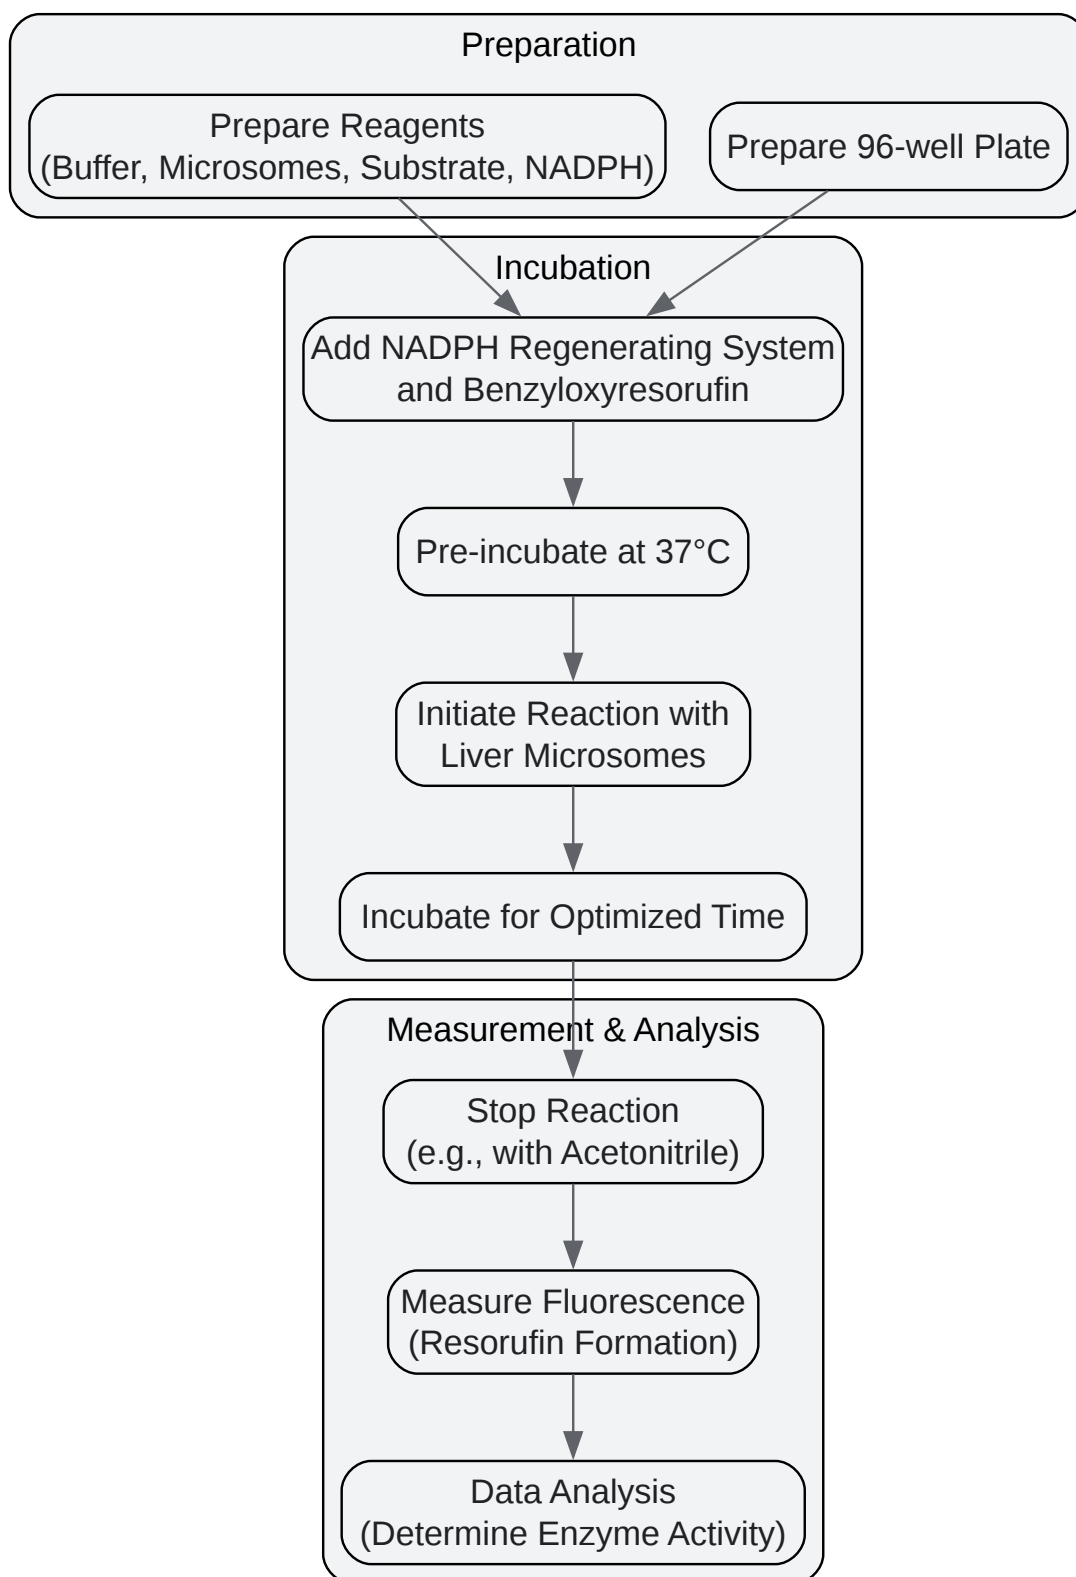 Preparation
Prepare Reagents
(Buffer, Microsomes, Substrate, NADPH)
Prepare 96-well Plate
Incubation
Add NADPH Regenerating System
and Benzyloxyresorufin
Pre-incubate at 37°C
Initiate Reaction with
Liver Microsomes
Incubate for Optimized Time
Measurement & Analysis
Stop Reaction
(e.g., with Acetonitrile)
Measure Fluorescence
(Resorufin Formation)
Data Analysis
(Determine Enzyme Activity)